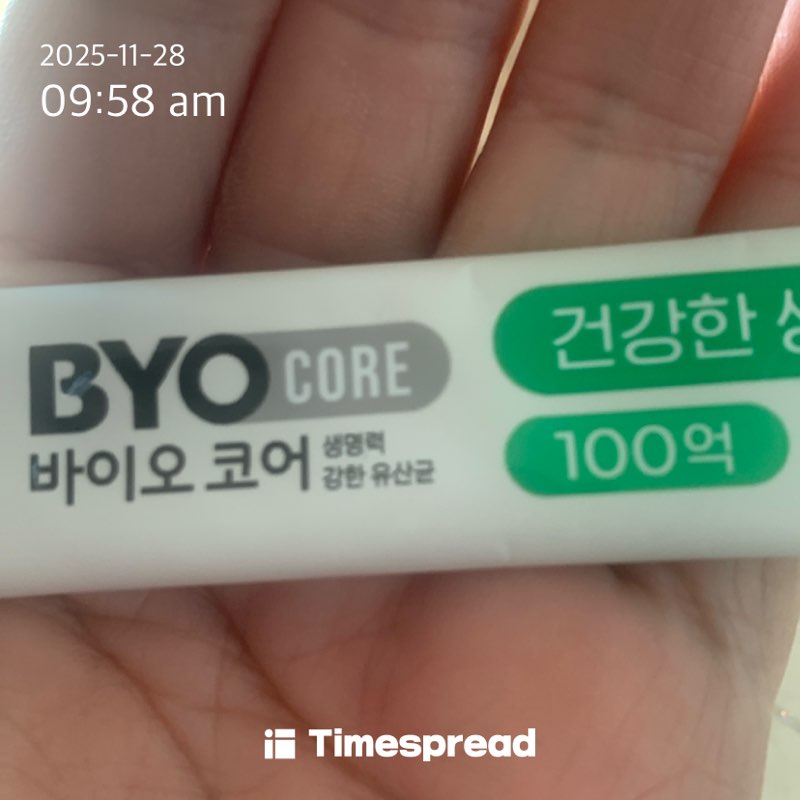 2025-11-28
09:58 am
BYO CORE
바이오 코어
생명력
강한 유산균
건강한
100억
Timespread